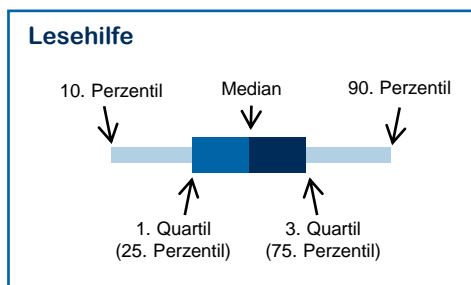 Lesehilfe
10. Perzentil
Median
90. Perzentil
1. Quartil
(25. Perzentil)
3. Quartil
(75. Perzentil)